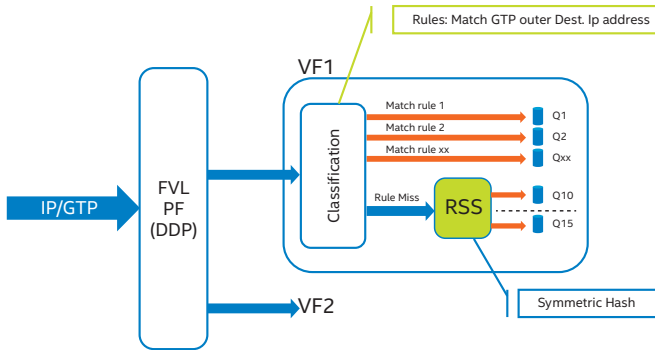 Rules: Match GTP outer Dest. Ip address
VF1
Match rule 1
Q1
Match rule 2
Q2
Match rule xx
Qxx
Classification
IP/GTP
FVL
PF
(DDP)
Rule Miss
RSS
Q10
Q15
VF2
Symmetric Hash